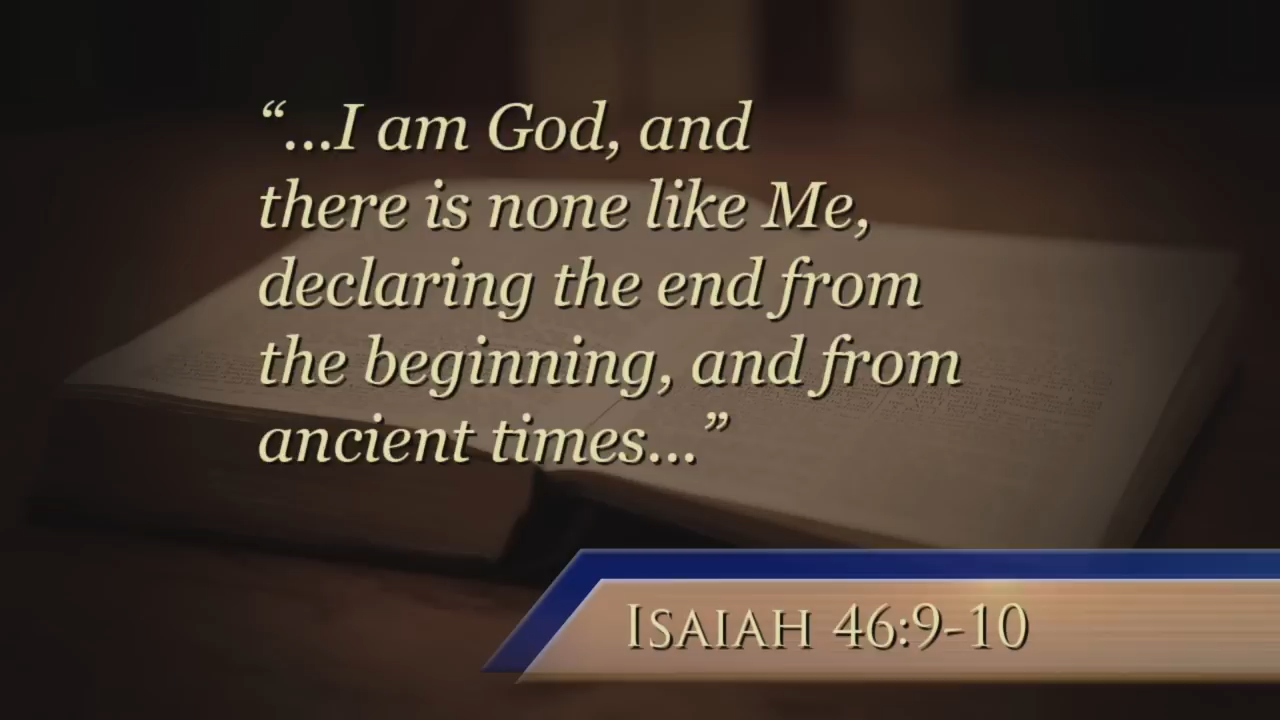 “...I am God, and
there is none like Me,
declaring the end from
the beginning, and from
ancient times...”
ISAIAH 46:9-10